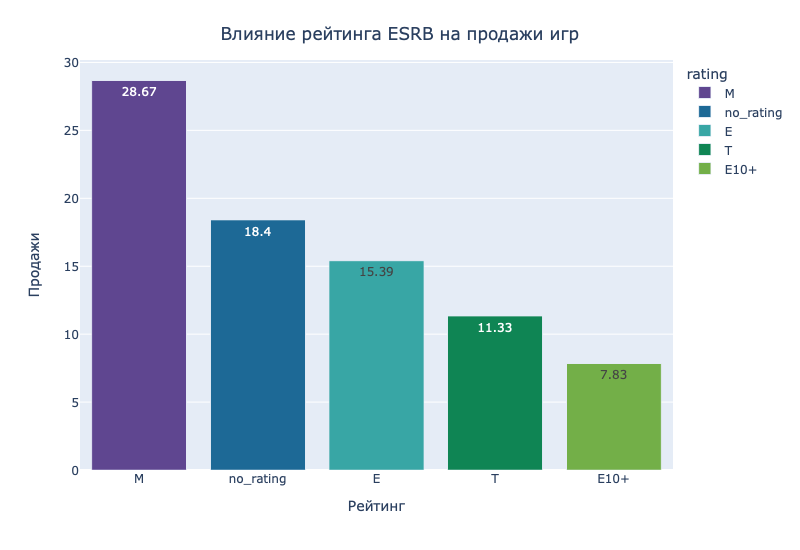 Влияние рейтинга ESRB на продажи игр
rating
M
no_rating
E
T
E10+
Продажи
30
25
20
15
10
5
0
28.67
18.4
15.39
11.33
7.83
M
no_rating
E
T
E10+
Рейтинг